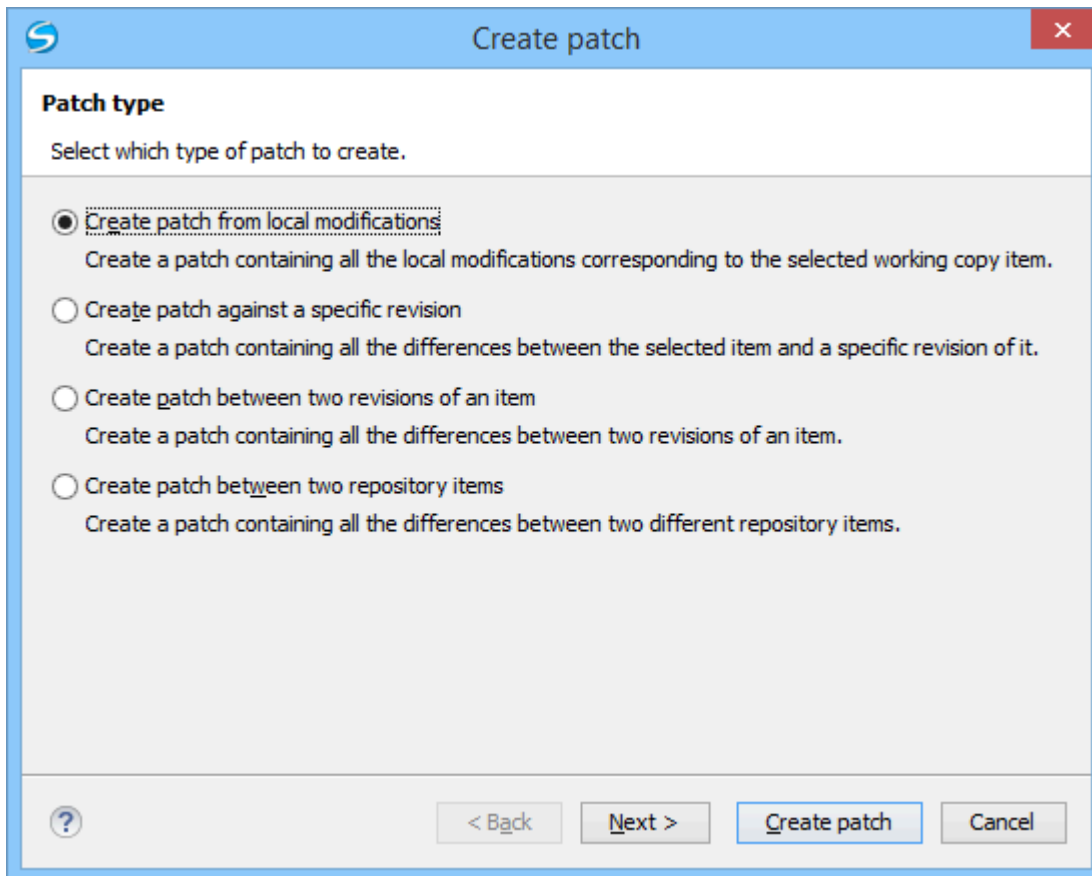 Create patch
Patch type
Select which type of patch to create.
Create patch from local modifications
Create a patch containing all the local modifications corresponding to the selected working copy item.
Create patch against a specific revision
Create a patch containing all the differences between the selected item and a specific revision of it.
Create patch between two revisions of an item
Create a patch containing all the differences between two revisions of an item.
Create patch between two repository items
Create a patch containing all the differences between two different repository items.
? < Back Next > Create patch Cancel